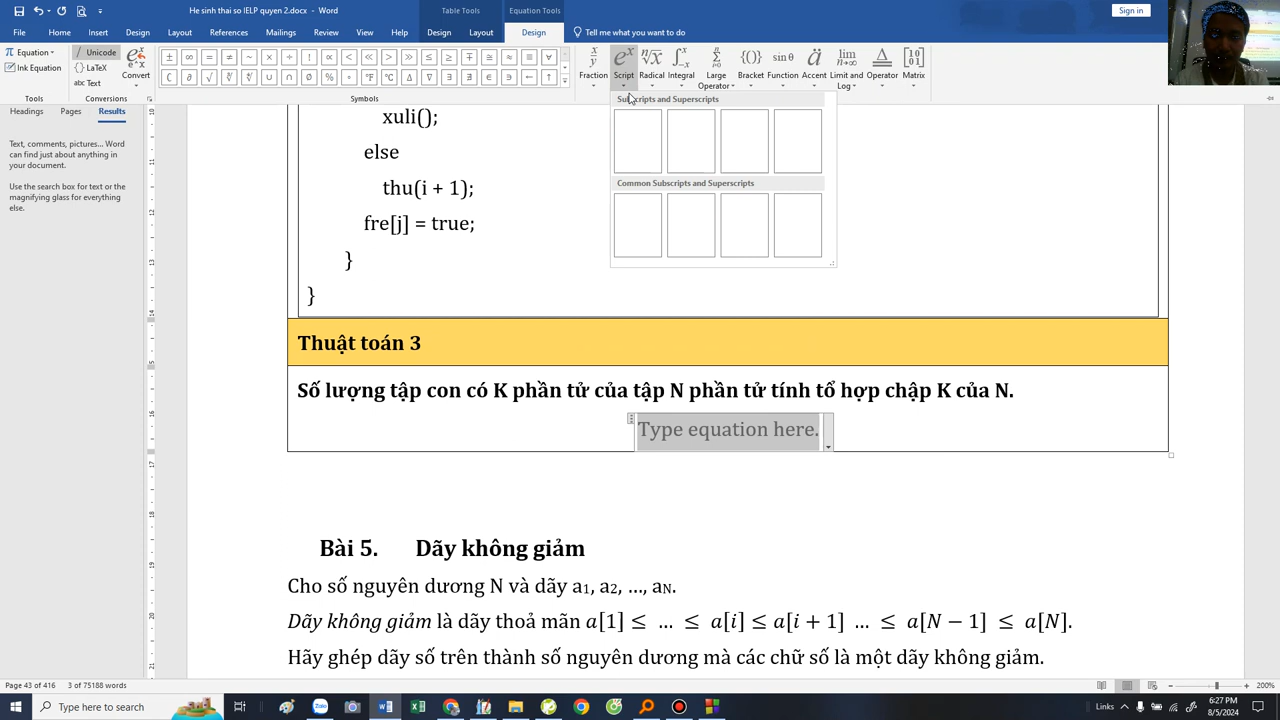 He sinh thai so IELP quyen 2.docx - Word
Table Tools
Equation Tools
Sign in
File
Home
Insert
Design
Layout
References
Mailings
Review
View
Help
Design
Layout
Design
Tell me what you want to do
Equation
Ink Equation
Unicode
LaTeX
abc Text
Convert
Tools
Conversions
Symbols
Fraction
Script
Radical
Integral
Large Operator
Bracket
Function
Accent
Limit and Log
Operator
Matrix
Subscripts and Superscripts
Common Subscripts and Superscripts
Headings
Pages
Results
Text, comments, pictures... Word
can find just about anything in
your document.
Use the search box for text or the
magnifying glass for everything
else.
xuli();
else
thu(i + 1);
fre[j] = true;
}
}
Thuật toán 3
Số lượng tập con có K phần tử của tập N phần tử tính tổ hợp chập K của N.
Type equation here.
Bài 5. Dãy không giảm
Cho số nguyên dương N và dãy a₁, a₂, ..., aN.
Dãy không giảm là dãy thoả mãn a[1] ≤ … ≤ a[i] ≤ a[i + 1] … ≤ a[N − 1] ≤ a[N].
Hãy ghép dãy số trên thành số nguyên dương mà các chữ số là một dãy không giảm.
Page 43 of 416
3 of 75188 words
200%
Type here to search
Links
6:27 PM
8/5/2024